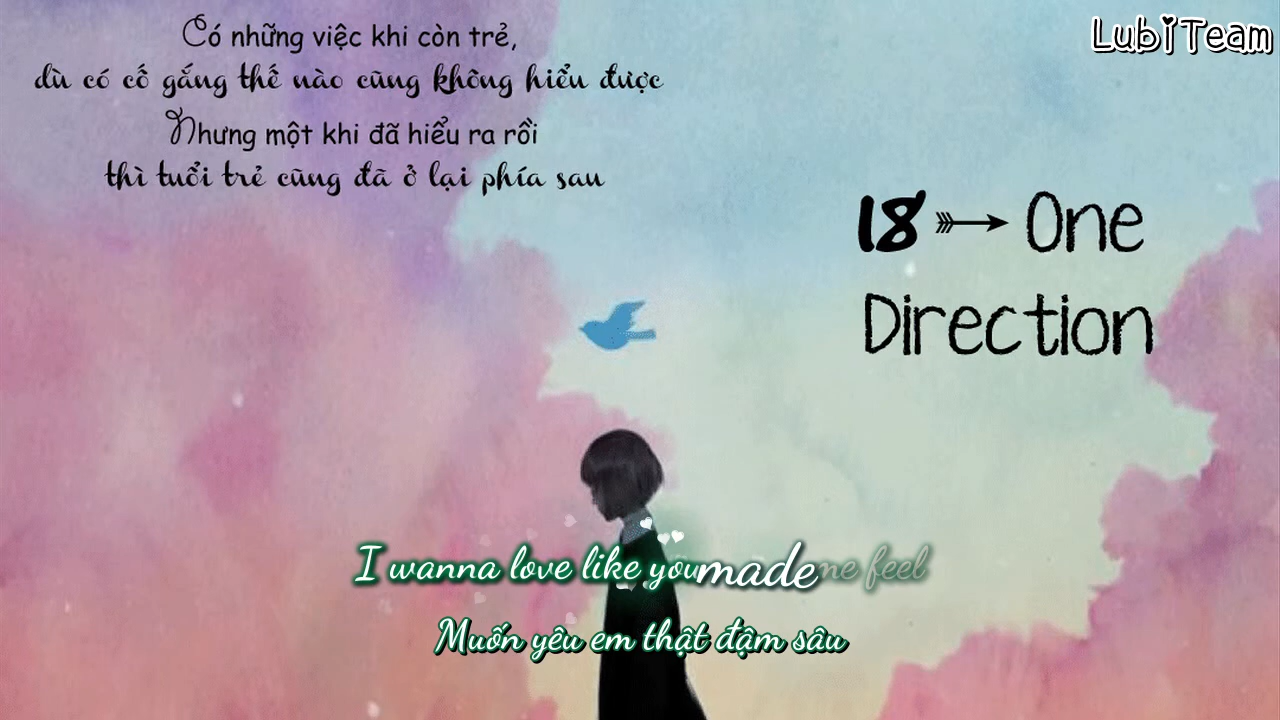 Có những việc khi còn trẻ,
dù có cố gắng thế nào cũng không hiểu được
Nhưng một khi đã hiểu ra rồi
thì tuổi trẻ cũng đã ở lại phía sau
LubiTeam
18 One
Direction
I wanna love like you made me feel
Muốn yêu em thật đậm sâu